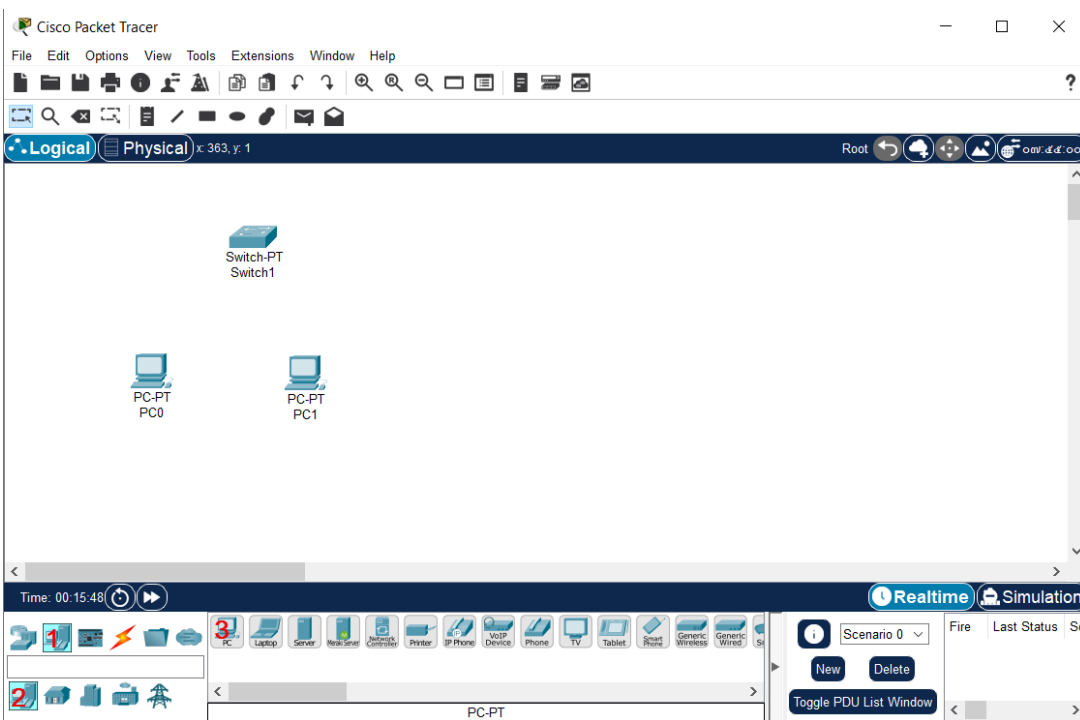 Cisco Packet Tracer
File Edit Options View Tools Extensions Window Help
?
Logical Physical x: 363, y: 1 Root
Switch-PT
Switch1
PC-PT
PC0
PC-PT
PC1
Time: 00:15:48 Realtime Simulation
1
2
3
PC Laptop Server Meraki Server Network Controller Printer IP Phone VoIP Device Phone TV Tablet Smart Phone Generic Wireless Generic Wired
PC-PT
Scenario 0
New Delete
Toggle PDU List Window
Fire Last Status